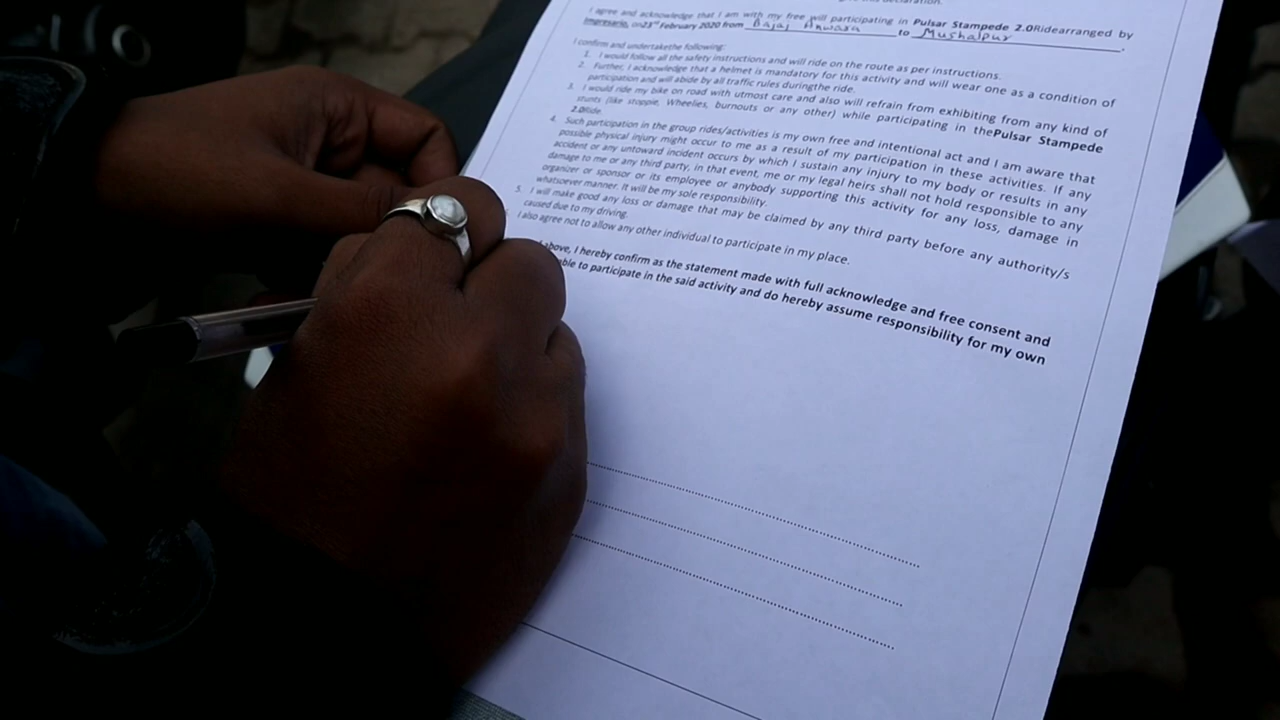 this declaration.
I agree and acknowledge that I am with my free will participating in Pulsar Stampede 2.0Ridearranged by
Impresario, on23rd February 2020 from Bajaj to Mushalpur.
I confirm and undertakethe following:
1. I would follow all the safety instructions and will ride on the route as per instructions.
2. Further, I acknowledge that a helmet is mandatory for this activity and will wear one as a condition of
participation and will abide by all traffic rules duringthe ride.
3. I would ride my bike on road with utmost care and also will refrain from exhibiting from any kind of
stunts (like stoppie, Wheelies, burnouts or any other) while participating in thePulsar Stampede
2.0Ride.
4. Such participation in the group rides/activities is my own free and intentional act and I am aware that
possible physical injury might occur to me as a result of my participation in these activities. If any
accident or any untoward incident occurs by which I sustain any injury to my body or results in any
damage to me or any third party, in that event, me or my legal heirs shall not hold responsible to any
organizer or sponsor or its employee or anybody supporting this activity for any loss, damage in
whatsoever manner. It will be my sole responsibility.
5. I will make good any loss or damage that may be claimed by any third party before any authority/s
caused due to my driving.
I also agree not to allow any other individual to participate in my place.
above, I hereby confirm as the statement made with full acknowledge and free consent and
able to participate in the said activity and do hereby assume responsibility for my own